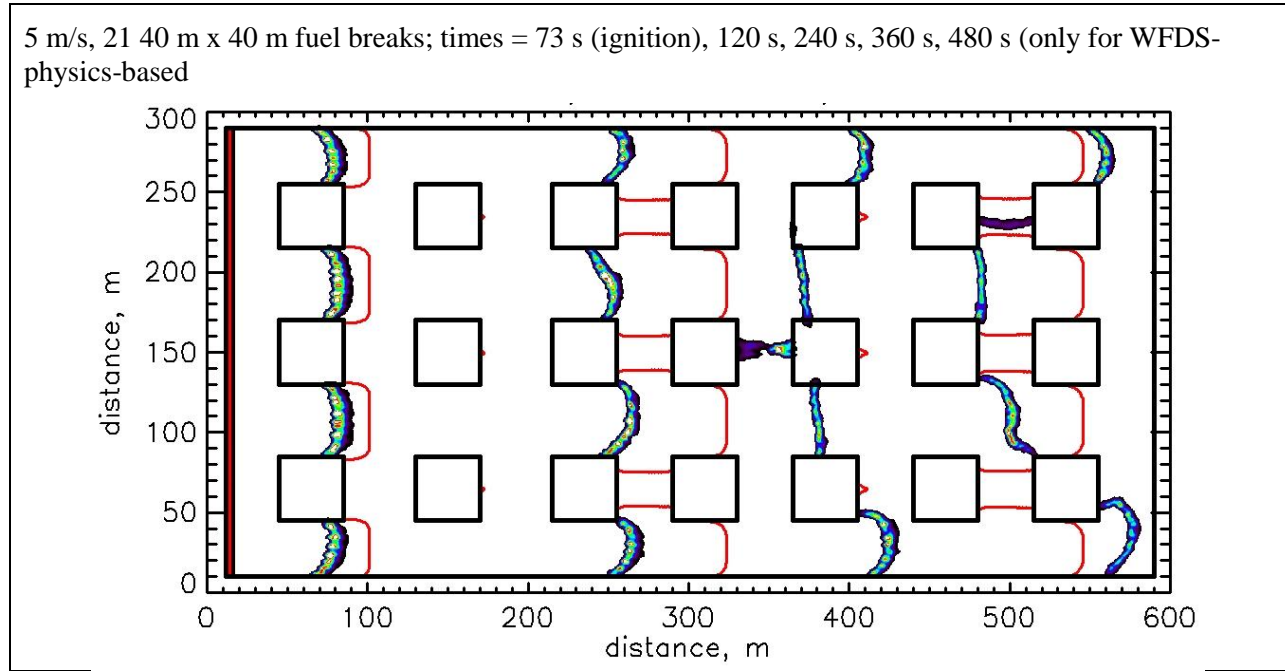 5 m/s, 21 40 m x 40 m fuel breaks; times = 73 s (ignition), 120 s, 240 s, 360 s, 480 s (only for WFDS-
physics-based
300
250
200
150
100
50
0
distance, m
0 100 200 300 400 500 600
distance, m